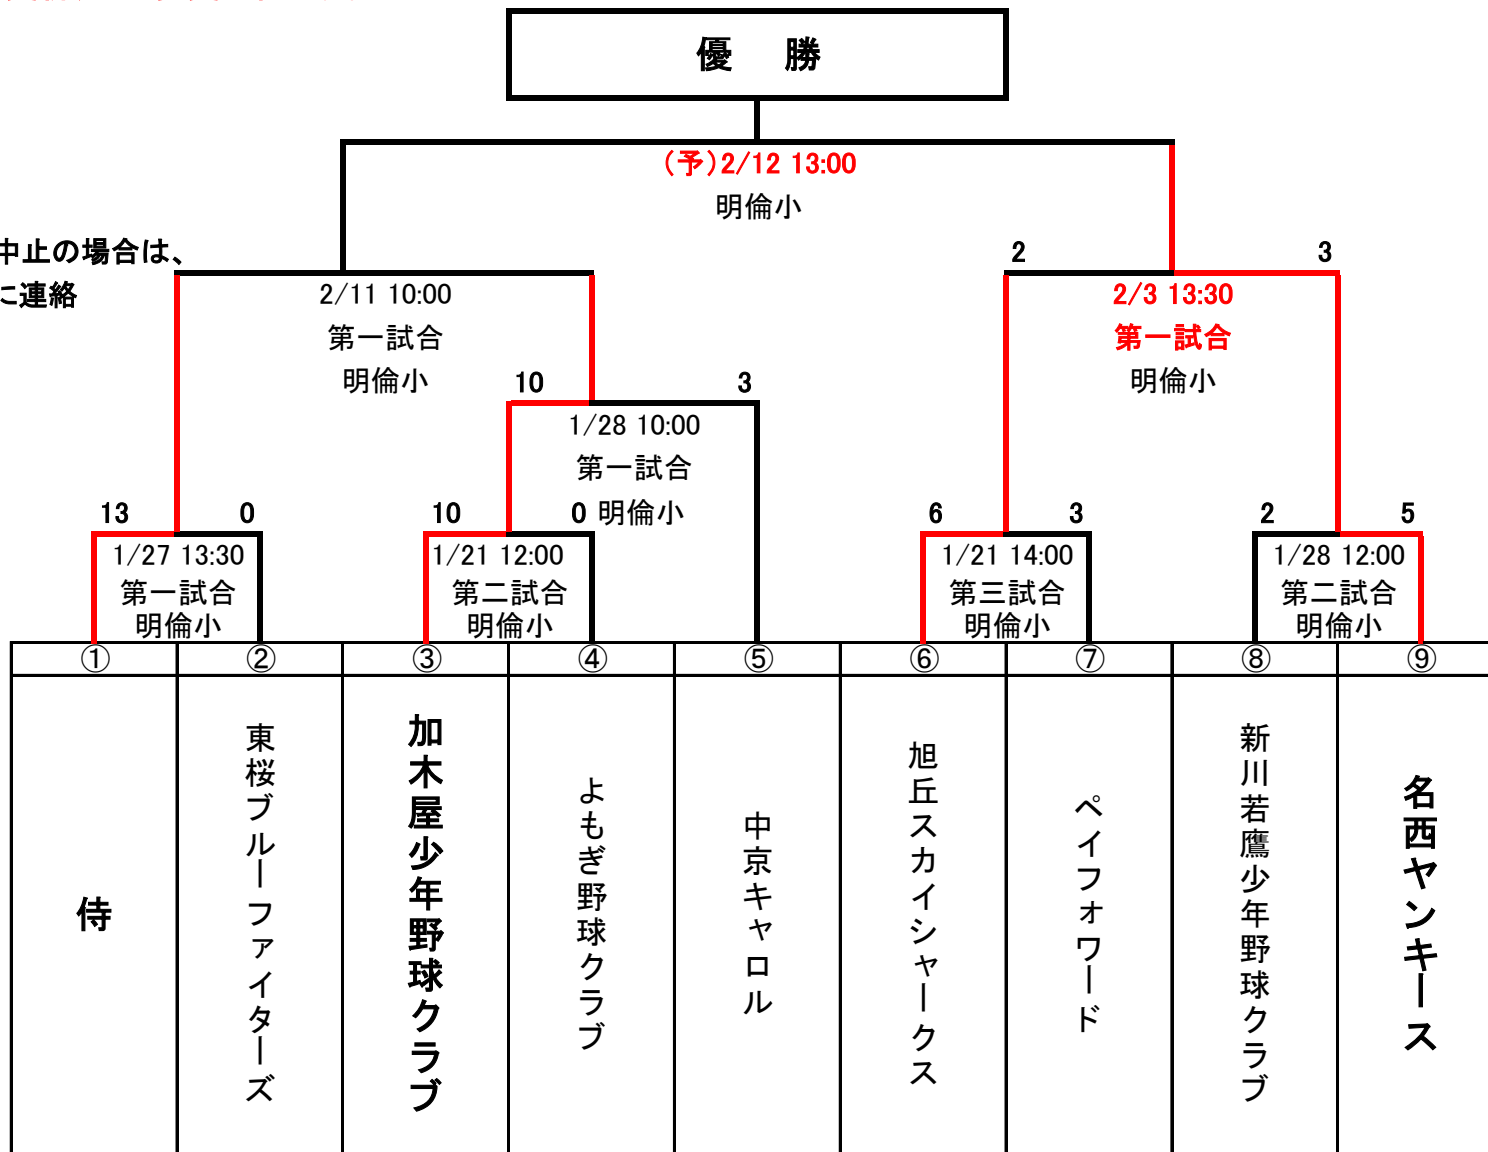 優　勝
(予)2/12 13:00
明倫小
中止の場合は、
に連絡
2 3
2/11 10:00
第一試合
明倫小
2/3 13:30
第一試合
明倫小
10 3
1/28 10:00
第一試合
明倫小
13 0
1/27 13:30
第一試合
明倫小
10 0
1/21 12:00
第二試合
明倫小
6 3
1/21 14:00
第三試合
明倫小
2 5
1/28 12:00
第二試合
明倫小
① ② ③ ④ ⑤ ⑥ ⑦ ⑧ ⑨
侍
東桜ブルーファイターズ
加木屋少年野球クラブ
よもぎ野球クラブ
中京キャロル
旭丘スカイシャークス
ペイフォワード
新川若鷹少年野球クラブ
名西ヤンキース